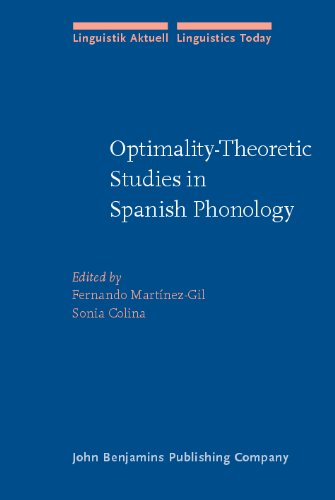 Linguistik Aktuell Linguistics Today
Optimality-Theoretic
Studies in
Spanish Phonology
Edited by
Fernando Martínez-Gil
Sonia Colina
John Benjamins Publishing Company